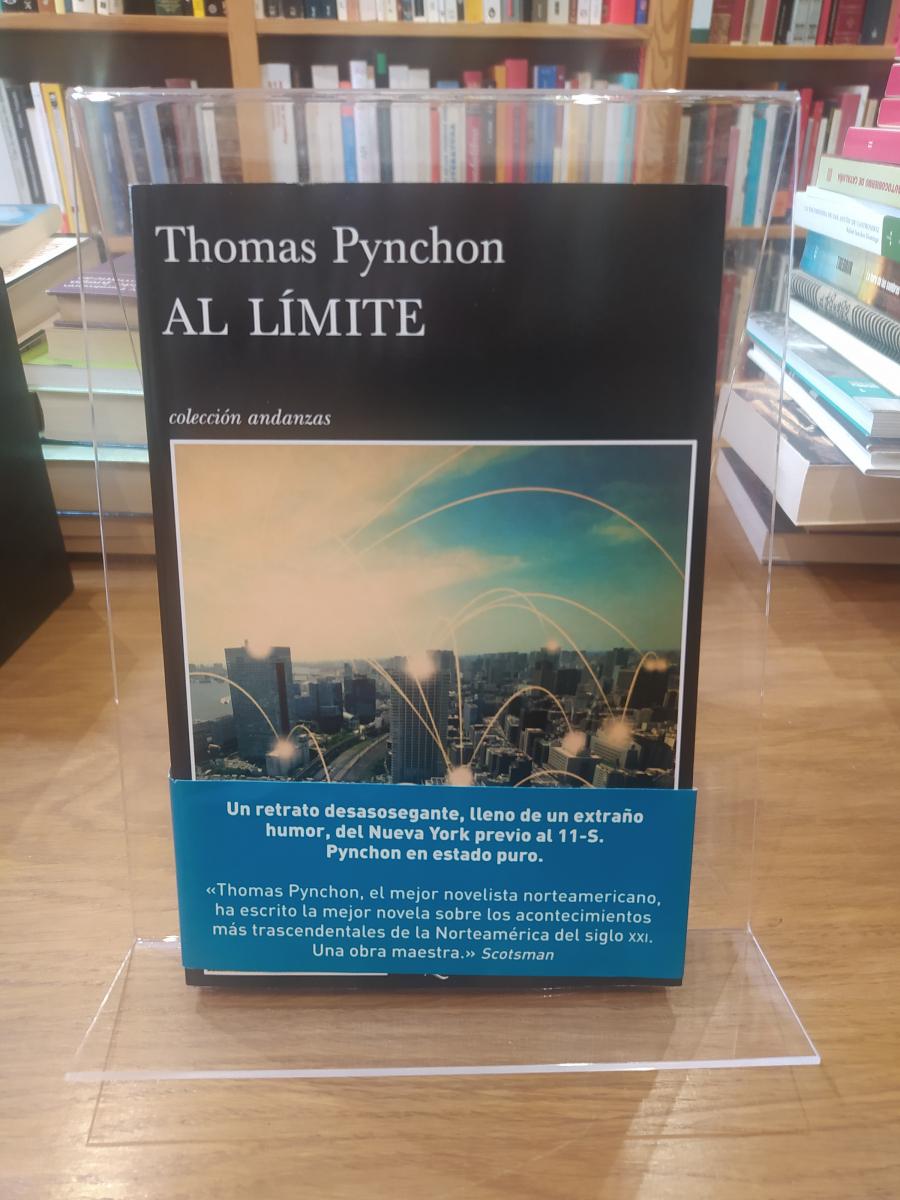 Thomas Pynchon
AL LÍMITE
colección andanzas
Un retrato desasosegante, lleno de un extraño
humor, del Nueva York previo al 11-S.
Pynchon en estado puro.
«Thomas Pynchon, el mejor novelista norteamericano,
ha escrito la mejor novela sobre los acontecimientos
más trascendentales de la Norteamérica del siglo XXI.
Una obra maestra.» Scotsman